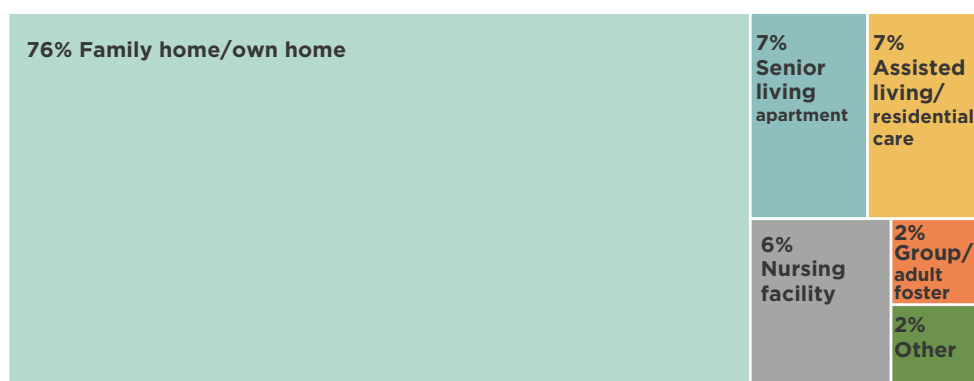 76% Family home/own home
7%
Senior
living
apartment
7%
Assisted
living/
residential
care
6%
Nursing
facility
2%
Group/
adult
foster
2%
Other